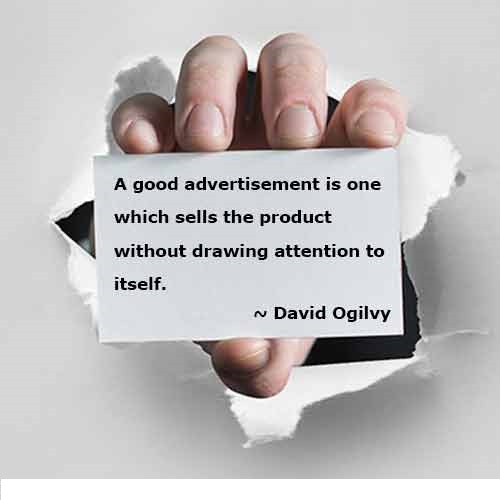 A good advertisement is one
which sells the product
without drawing attention to
itself.
~ David Ogilvy